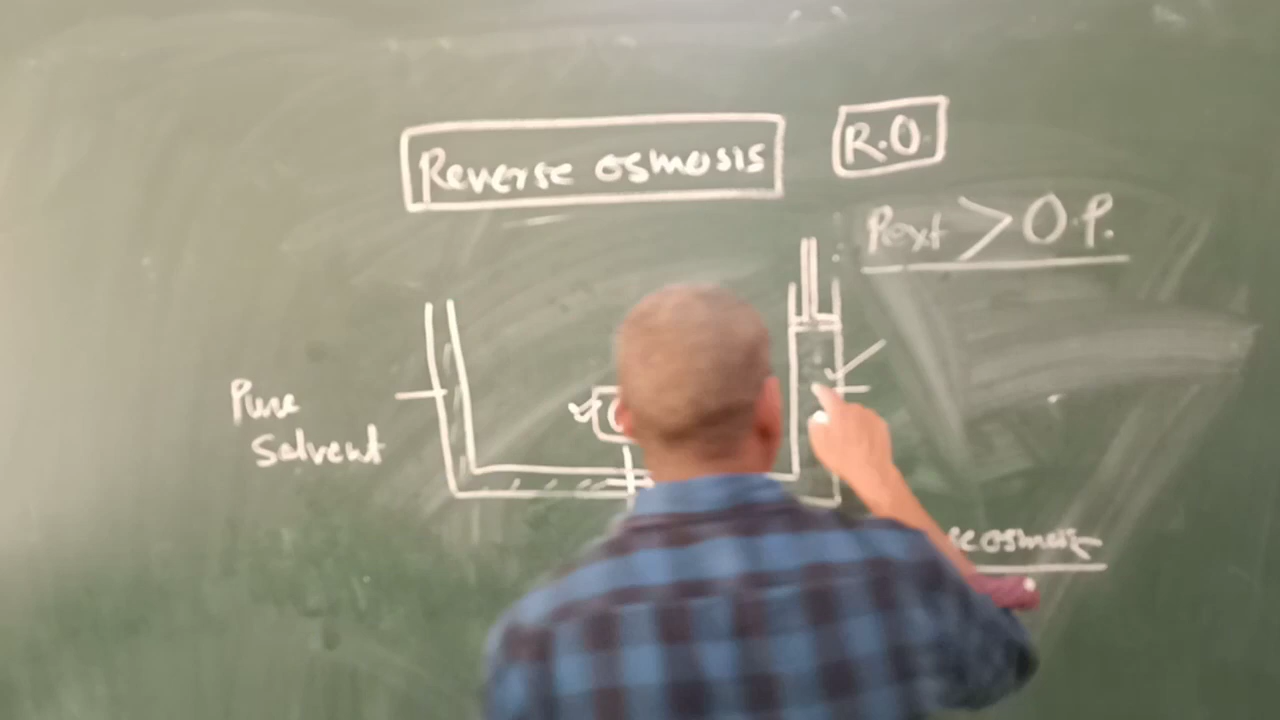 Reverse osmosis
R.O.
Pext > O.P.
Pure
Solvent